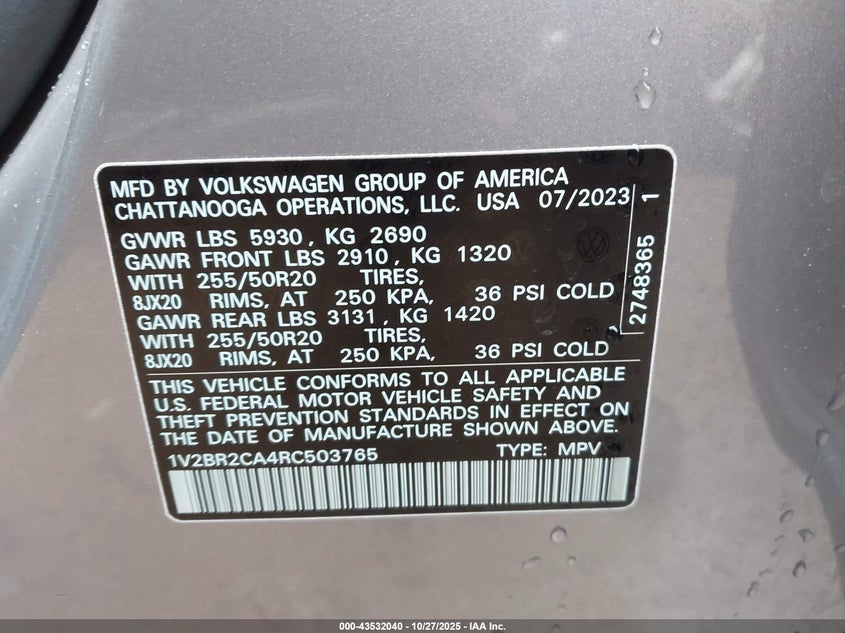 MFD BY VOLKSWAGEN GROUP OF AMERICA
CHATTANOOGA OPERATIONS, LLC. USA 07/2023
GVWR LBS 5930, KG 2690
GAWR FRONT LBS 2910, KG 1320
WITH 255/50R20 TIRES,
8JX20 RIMS, AT 250 KPA, 36 PSI COLD
GAWR REAR LBS 3131, KG 1420
WITH 255/50R20 TIRES,
8JX20 RIMS, AT 250 KPA, 36 PSI COLD
2748365 1
THIS VEHICLE CONFORMS TO ALL APPLICABLE
U.S. FEDERAL MOTOR VEHICLE SAFETY AND
THEFT PREVENTION STANDARDS IN EFFECT ON
THE DATE OF MANUFACTURE SHOWN ABOVE.
1V2BR2CA4RC503765 TYPE: MPV
000-43532040 - 10/27/2025 - IAA Inc.